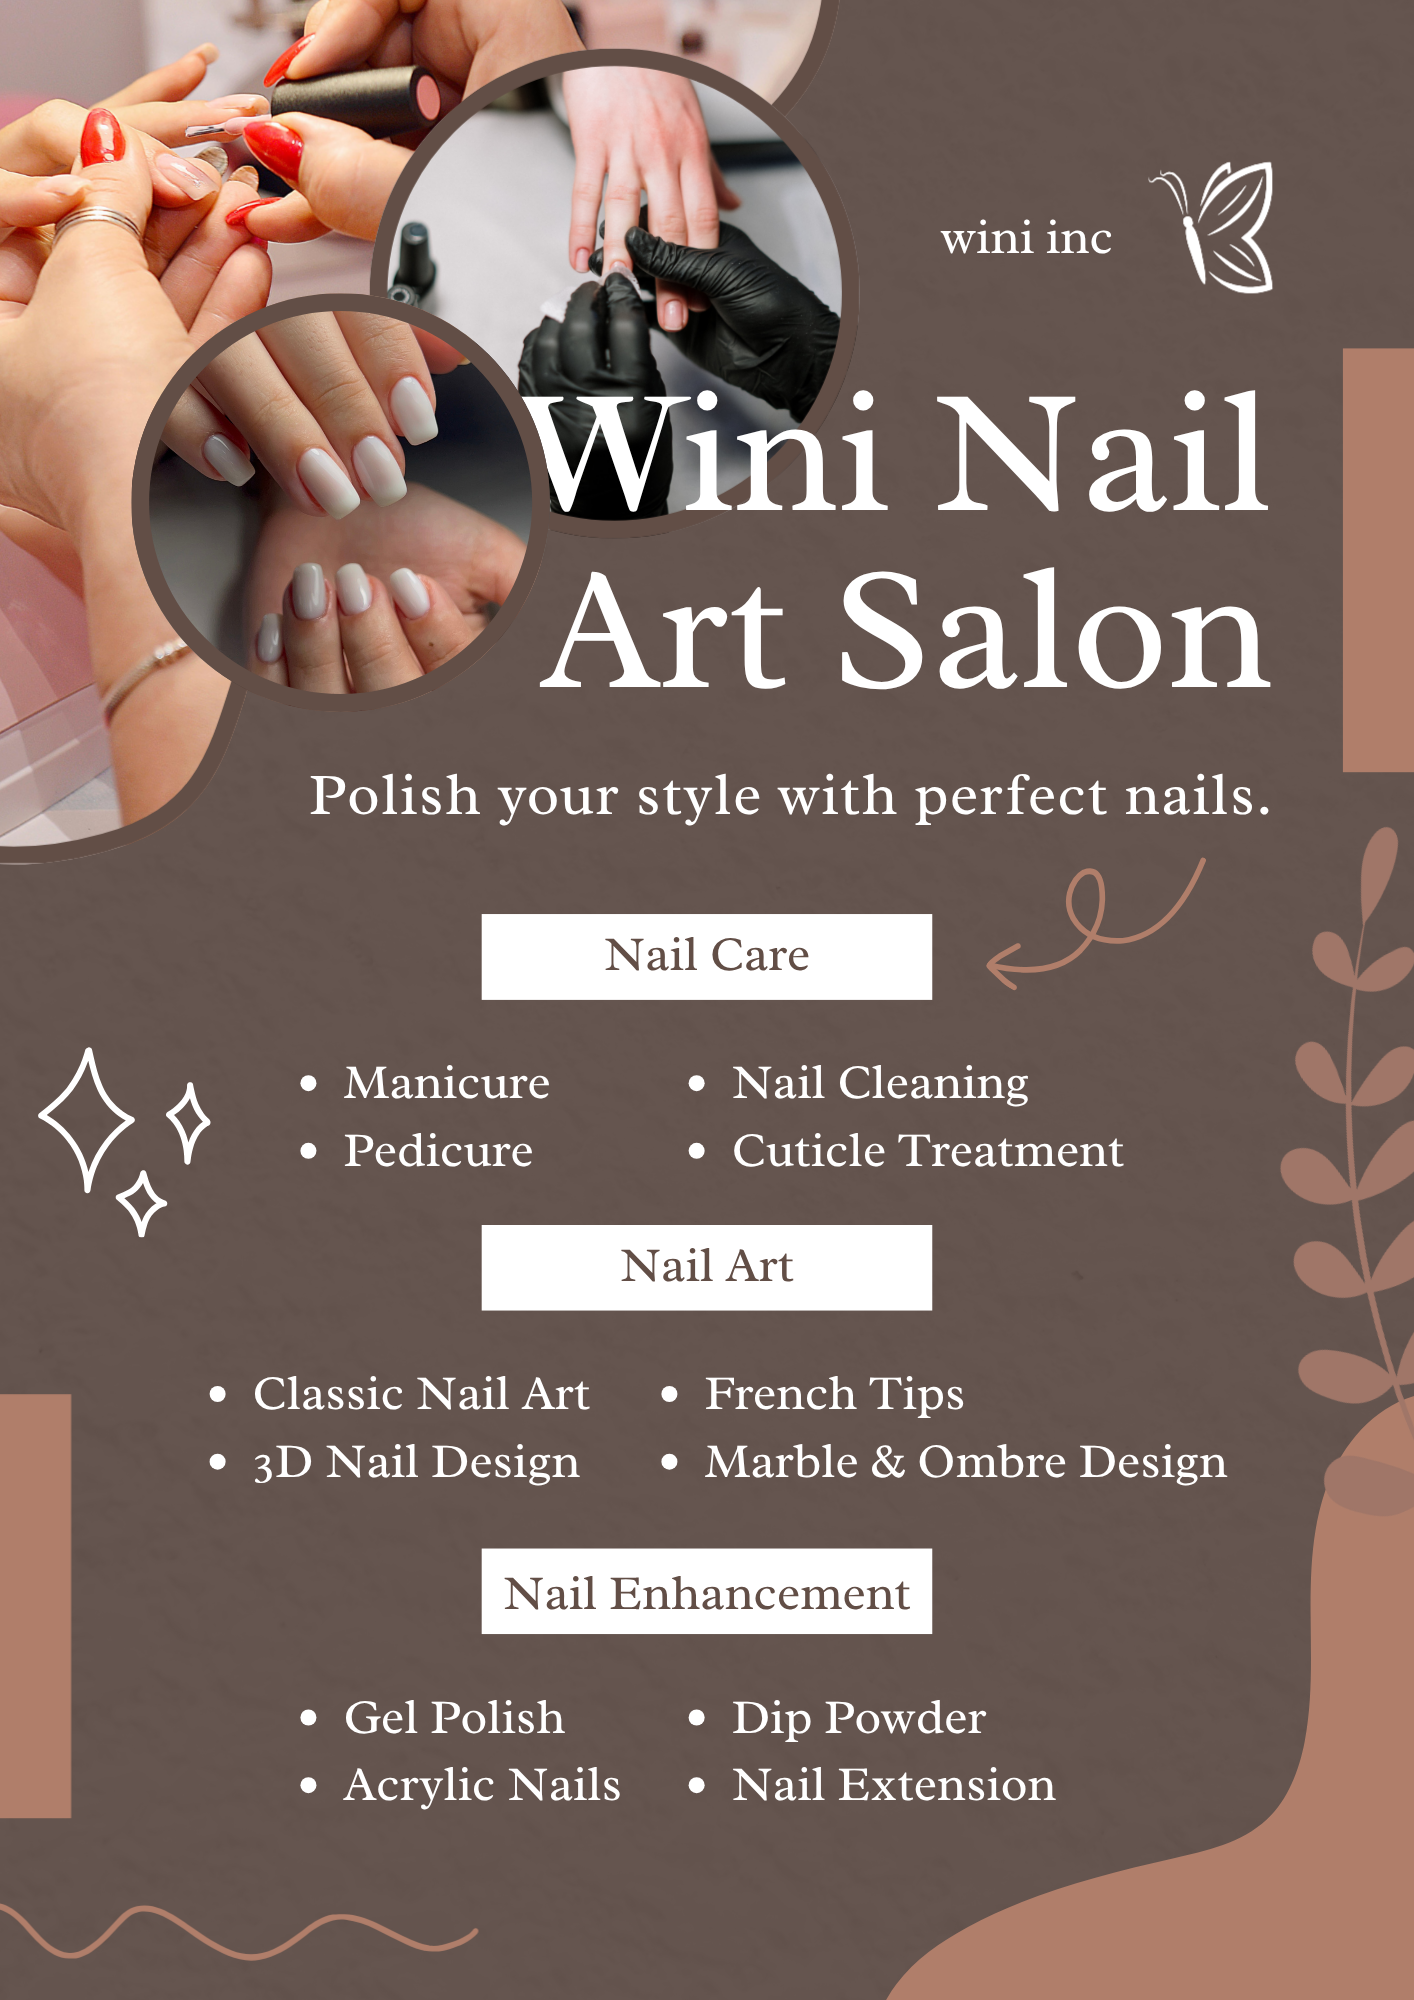 wini inc
Wini Nail
Art Salon
Polish your style with perfect nails.
Nail Care
• Manicure
• Pedicure
• Nail Cleaning
• Cuticle Treatment
Nail Art
• Classic Nail Art
• 3D Nail Design
• French Tips
• Marble & Ombre Design
Nail Enhancement
• Gel Polish
• Acrylic Nails
• Dip Powder
• Nail Extension